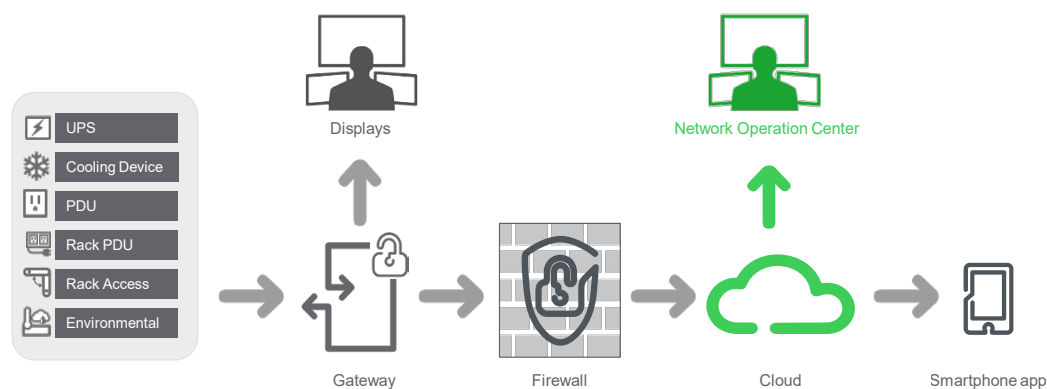 Displays
Network Operation Center
UPS
Cooling Device
PDU
Rack PDU
Rack Access
Environmental
Gateway
Firewall
Cloud
Smartphone app